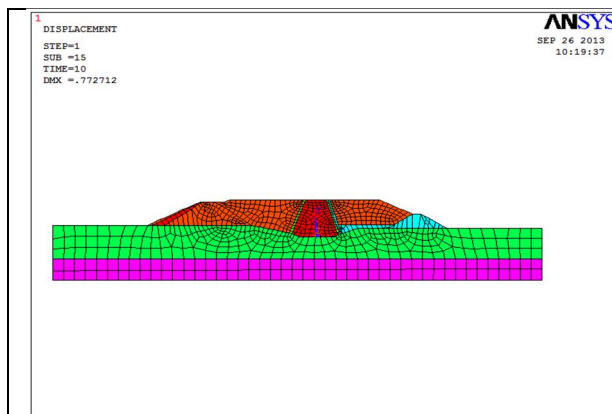 1
DISPLACEMENT
STEP=1
SUB =15
TIME=10
DMX =.772712
ANSYS
SEP 26 2013
10:19:37